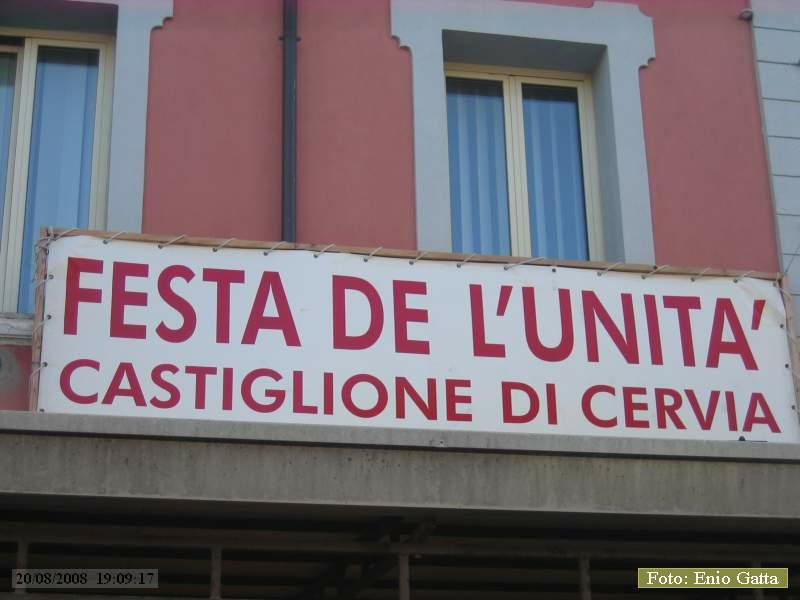 FESTA DE L'UNITA'
CASTIGLIONE DI CERVIA
20/08/2008 19:09:17
Foto: Enio Gatta